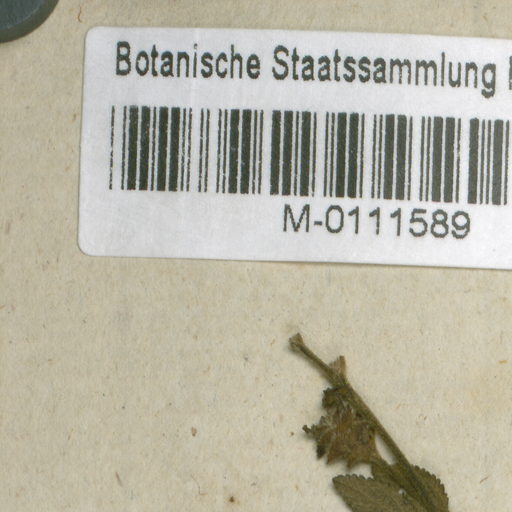 Botanische Staatssammlung
M-0111589